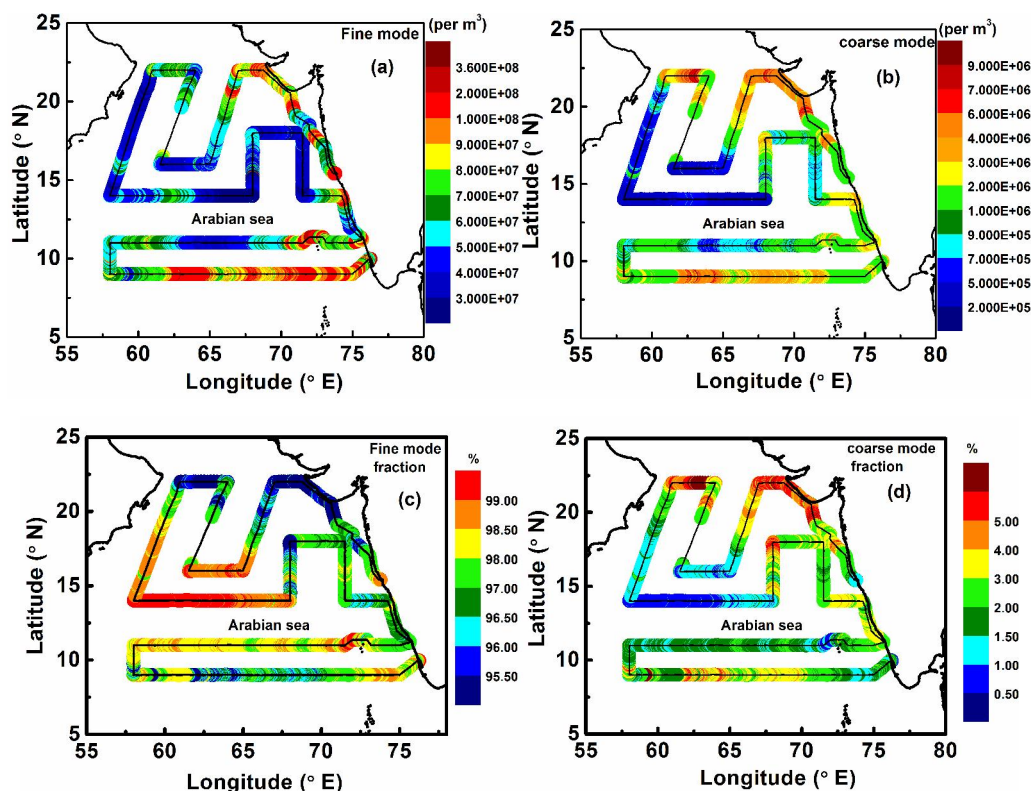 (per m3)
Fine mode
(a)
3.600E+08
2.000E+08
1.000E+08
9.000E+07
8.000E+07
7.000E+07
6.000E+07
5.000E+07
4.000E+07
3.000E+07
25
20
15
10
5
Latitude (° N)
Arabian sea
55 60 65 70 75 80
Longitude (° E)
(per m3)
coarse mode
(b)
9.000E+06
7.000E+06
6.000E+06
4.000E+06
3.000E+06
2.000E+06
1.000E+06
9.000E+05
7.000E+05
5.000E+05
2.000E+05
25
20
15
10
5
Latitude (° N)
Arabian sea
55 60 65 70 75 80
Longitude (° E)
Fine mode
fraction
(c)
%
99.00
98.50
98.00
97.00
96.50
96.00
95.50
25
20
15
10
5
Latitude (° N)
Arabian sea
55 60 65 70 75
Longitude (° E)
coarse mode
fraction
(d)
%
5.00
4.00
3.00
2.00
1.50
1.00
0.50
25
20
15
10
5
Latitude (° N)
Arabian sea
55 60 65 70 75 80
Longitude (° E)